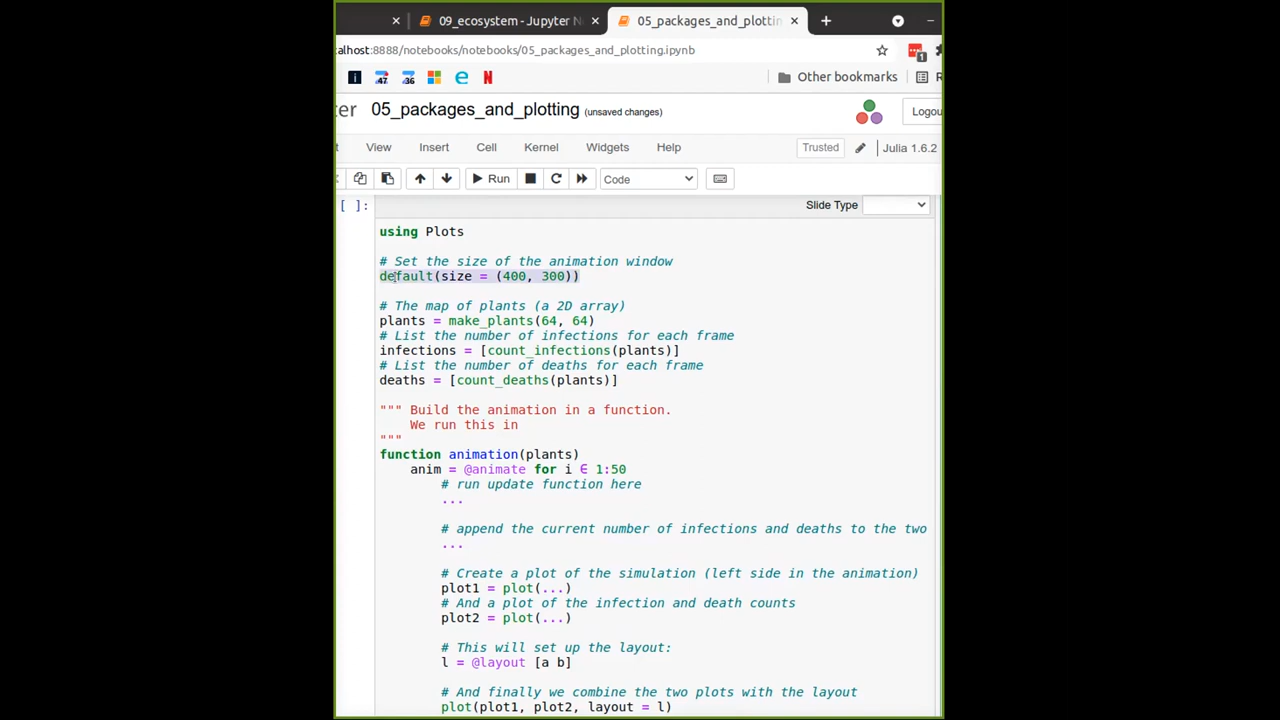 09_ecosystem - Jupyter N
05_packages_and_plottin
alhost:8888/notebooks/notebooks/05_packages_and_plotting.ipynb
1
i
47
36
e
N
Other bookmarks
R
ter
05_packages_and_plotting (unsaved changes)
Logou
t
View
Insert
Cell
Kernel
Widgets
Help
Trusted
Julia 1.6.2
Run
Code
[ ]:
Slide Type
using Plots
# Set the size of the animation window
default(size = (400, 300))
# The map of plants (a 2D array)
plants = make_plants(64, 64)
# List the number of infections for each frame
infections = [count_infections(plants)]
# List the number of deaths for each frame
deaths = [count_deaths(plants)]
""" Build the animation in a function.
We run this in
"""
function animation(plants)
anim = @animate for i ∈ 1:50
# run update function here
...
# append the current number of infections and deaths to the two
...
# Create a plot of the simulation (left side in the animation)
plot1 = plot(...)
# And a plot of the infection and death counts
plot2 = plot(...)
# This will set up the layout:
l = @layout [a b]
# And finally we combine the two plots with the layout
plot(plot1, plot2, layout = l)